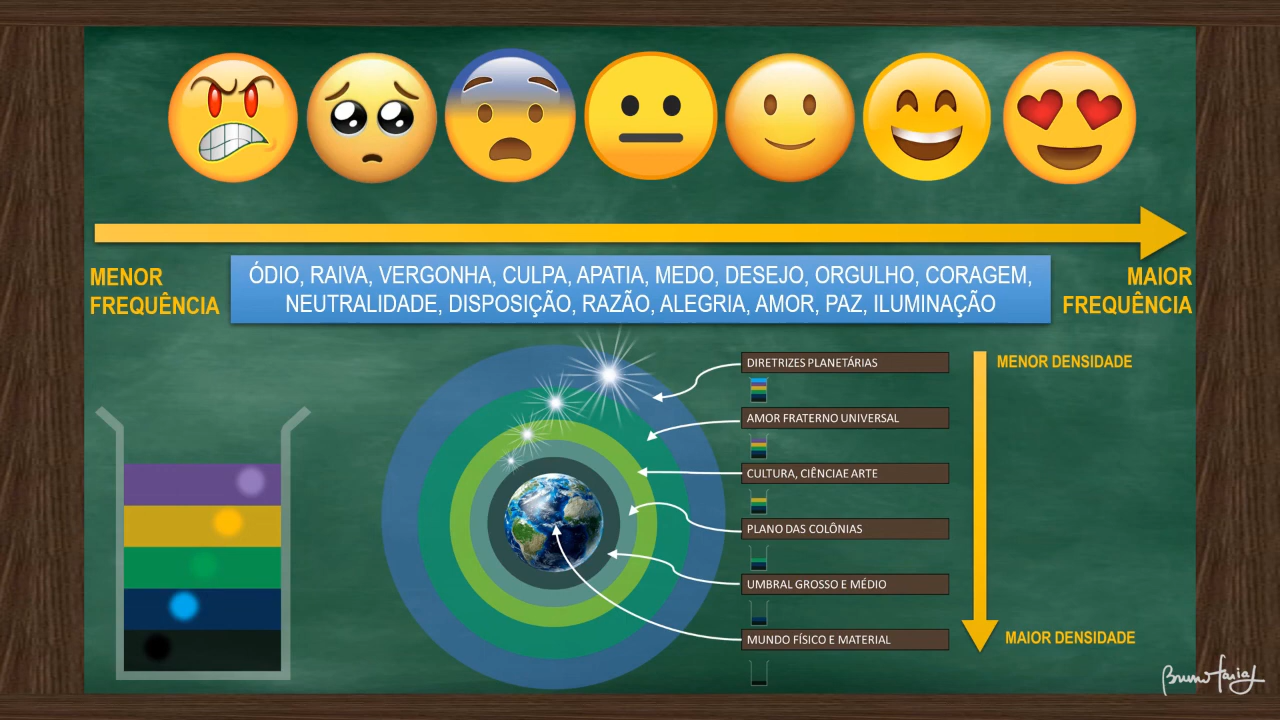 MENOR
FREQUÊNCIA
ÓDIO, RAIVA, VERGONHA, CULPA, APATIA, MEDO, DESEJO, ORGULHO, CORAGEM,
NEUTRALIDADE, DISPOSIÇÃO, RAZÃO, ALEGRIA, AMOR, PAZ, ILUMINAÇÃO
MAIOR
FREQUÊNCIA
DIRETRIZES PLANETÁRIAS
MENOR DENSIDADE
AMOR FRATERNO UNIVERSAL
CULTURA, CIÊNCIAE ARTE
PLANO DAS COLÔNIAS
UMBRAL GROSSO E MÉDIO
MUNDO FÍSICO E MATERIAL
MAIOR DENSIDADE
Bruno Farias